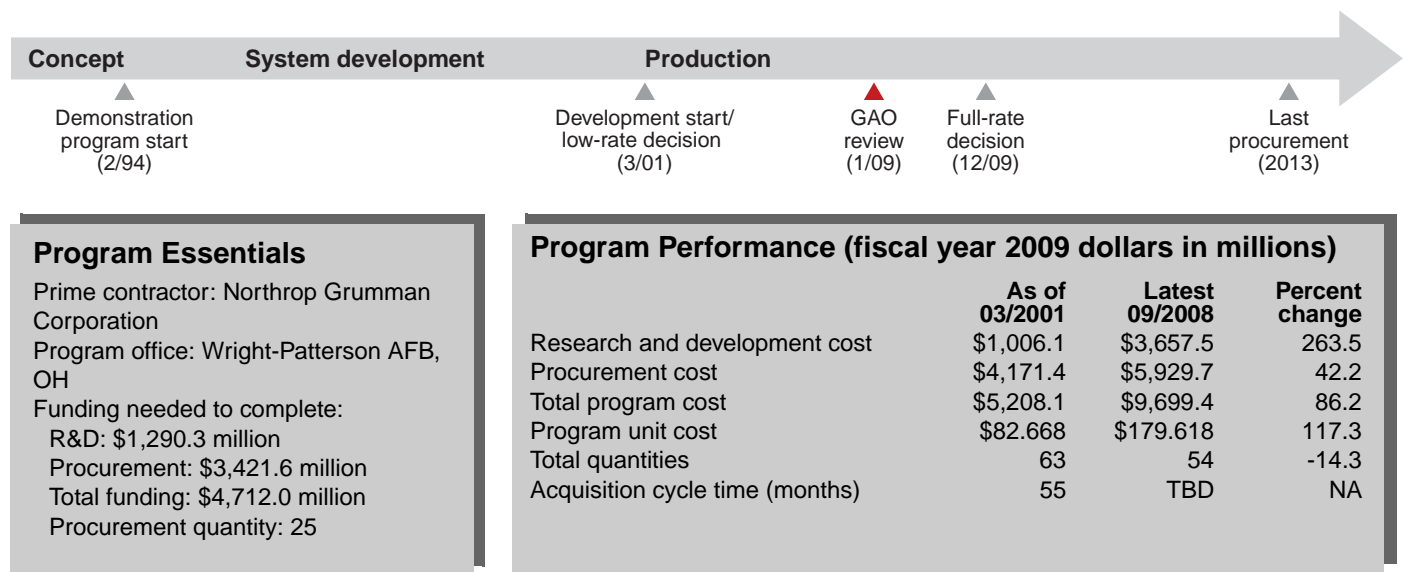 Concept System development Production
Demonstration
program start
(2/94)
Development start/
low-rate decision
(3/01)
GAO
review
(1/09)
Full-rate
decision
(12/09)
Last
procurement
(2013)
Program Essentials
Prime contractor: Northrop Grumman
Corporation
Program office: Wright-Patterson AFB,
OH
Funding needed to complete:
R&D: $1,290.3 million
Procurement: $3,421.6 million
Total funding: $4,712.0 million
Procurement quantity: 25
Program Performance (fiscal year 2009 dollars in millions)
As of Latest Percent
03/2001 09/2008 change
Research and development cost $1,006.1 $3,657.5 263.5
Procurement cost $4,171.4 $5,929.7 42.2
Total program cost $5,208.1 $9,699.4 86.2
Program unit cost $82.668 $179.618 117.3
Total quantities 63 54 -14.3
Acquisition cycle time (months) 55 TBD NA